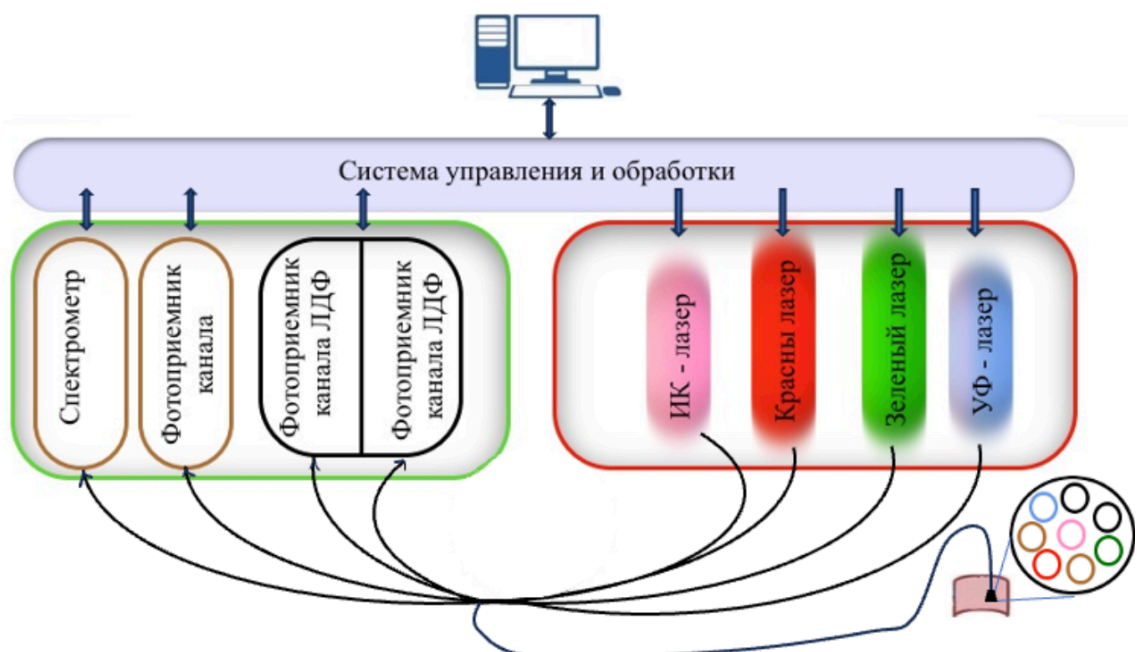 Система управления и обработки
Спектрометр
Фотоприемник
канала
Фотоприемник
канала ЛДФ
Фотоприемник
канала ЛДФ
ИК - лазер
Красны лазер
Зеленый лазер
УФ - лазер